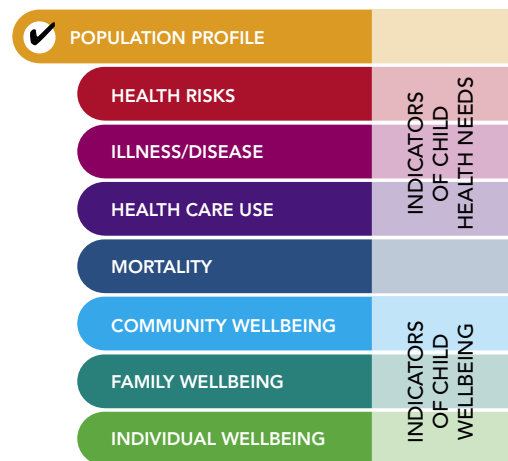 POPULATION PROFILE
HEALTH RISKS
ILLNESS/DISEASE
HEALTH CARE USE
MORTALITY
COMMUNITY WELLBEING
FAMILY WELLBEING
INDIVIDUAL WELLBEING
INDICATORS
OF CHILD
HEALTH NEEDS
INDICATORS
OF CHILD
WELLBEING